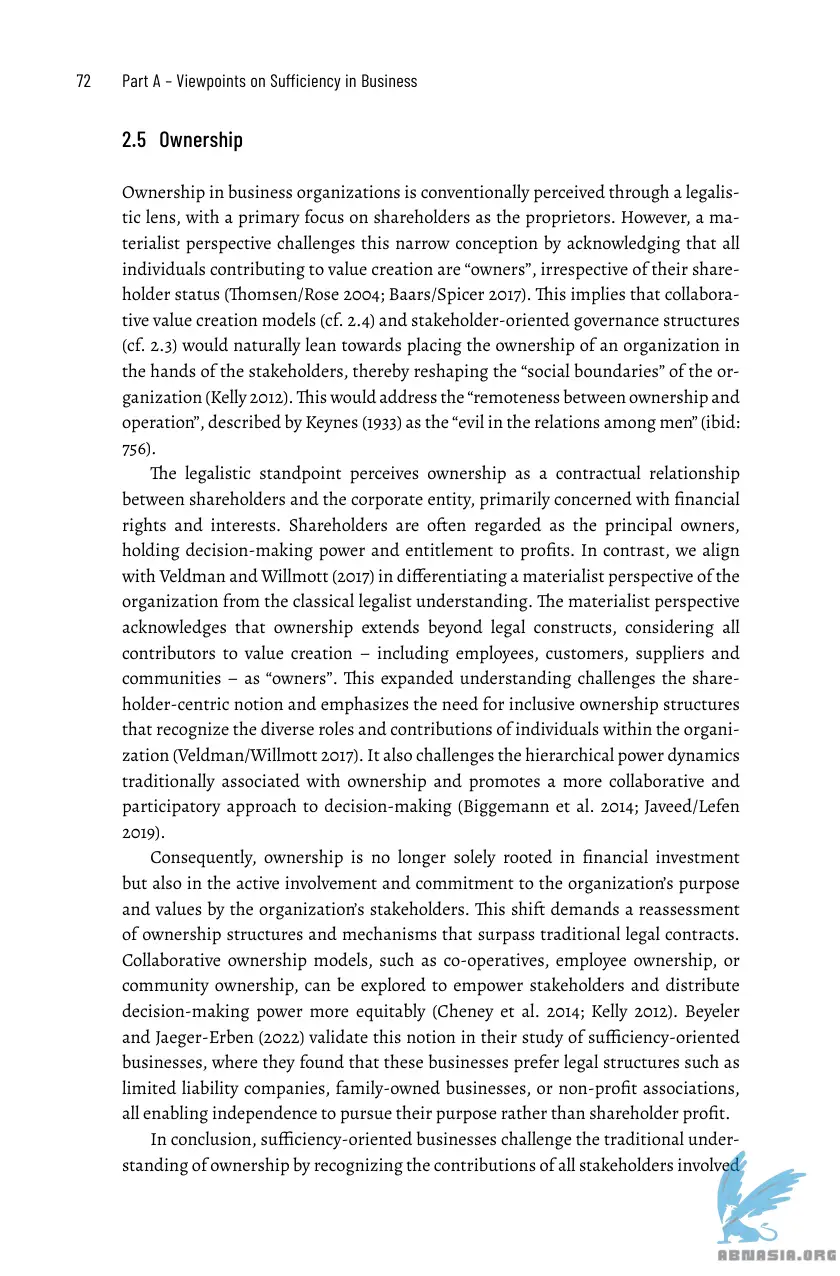 72 Part A – Viewpoints on Sufficiency in Business
2.5 Ownership
Ownership in business organizations is conventionally perceived through a legalis-
tic lens, with a primary focus on shareholders as the proprietors. However, a ma-
terialist perspective challenges this narrow conception by acknowledging that all
individuals contributing to value creation are “owners”, irrespective of their share-
holder status (Thomsen/Rose 2004; Baars/Spicer 2017). This implies that collabora-
tive value creation models (cf. 2.4) and stakeholder-oriented governance structures
(cf. 2.3) would naturally lean towards placing the ownership of an organization in
the hands of the stakeholders, thereby reshaping the “social boundaries” of the or-
ganization (Kelly 2012). This would address the “remoteness between ownership and
operation”, described by Keynes (1933) as the “evil in the relations among men” (ibid:
756).
The legalistic standpoint perceives ownership as a contractual relationship
between shareholders and the corporate entity, primarily concerned with financial
rights and interests. Shareholders are often regarded as the principal owners,
holding decision-making power and entitlement to profits. In contrast, we align
with Veldman and Willmott (2017) in differentiating a materialist perspective of the
organization from the classical legalist understanding. The materialist perspective
acknowledges that ownership extends beyond legal constructs, considering all
contributors to value creation – including employees, customers, suppliers and
communities – as “owners”. This expanded understanding challenges the share-
holder-centric notion and emphasizes the need for inclusive ownership structures
that recognize the diverse roles and contributions of individuals within the organi-
zation (Veldman/Willmott 2017). It also challenges the hierarchical power dynamics
traditionally associated with ownership and promotes a more collaborative and
participatory approach to decision-making (Biggemann et al. 2014; Javeed/Lefen
2019).
Consequently, ownership is no longer solely rooted in financial investment
but also in the active involvement and commitment to the organization’s purpose
and values by the organization’s stakeholders. This shift demands a reassessment
of ownership structures and mechanisms that surpass traditional legal contracts.
Collaborative ownership models, such as co-operatives, employee ownership, or
community ownership, can be explored to empower stakeholders and distribute
decision-making power more equitably (Cheney et al. 2014; Kelly 2012). Beyeler
and Jaeger-Erben (2022) validate this notion in their study of sufficiency-oriented
businesses, where they found that these businesses prefer legal structures such as
limited liability companies, family-owned businesses, or non-profit associations,
all enabling independence to pursue their purpose rather than shareholder profit.
In conclusion, sufficiency-oriented businesses challenge the traditional under-
standing of ownership by recognizing the contributions of all stakeholders involved
ABNASIA.ORG